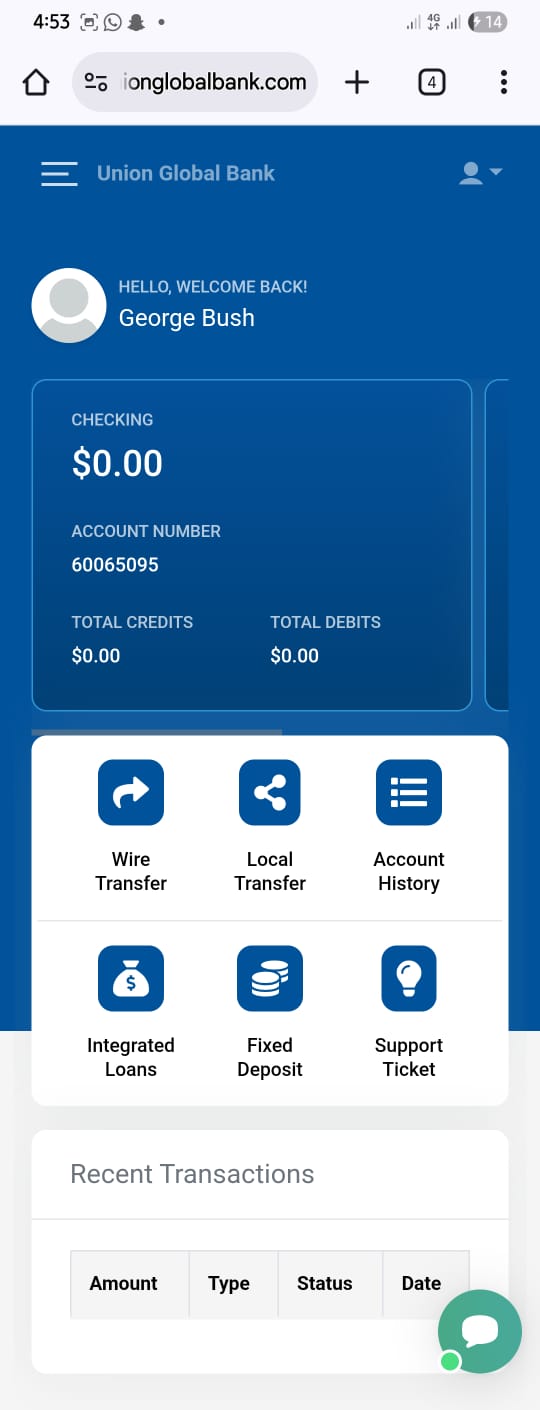 4:53
4G
14
ionglobalbank.com
4
Union Global Bank
HELLO, WELCOME BACK!
George Bush
CHECKING
$0.00
ACCOUNT NUMBER
60065095
TOTAL CREDITS TOTAL DEBITS
$0.00 $0.00
Wire Local Account
Transfer Transfer History
$
Integrated Fixed Support
Loans Deposit Ticket
Recent Transactions
Amount Type Status Date